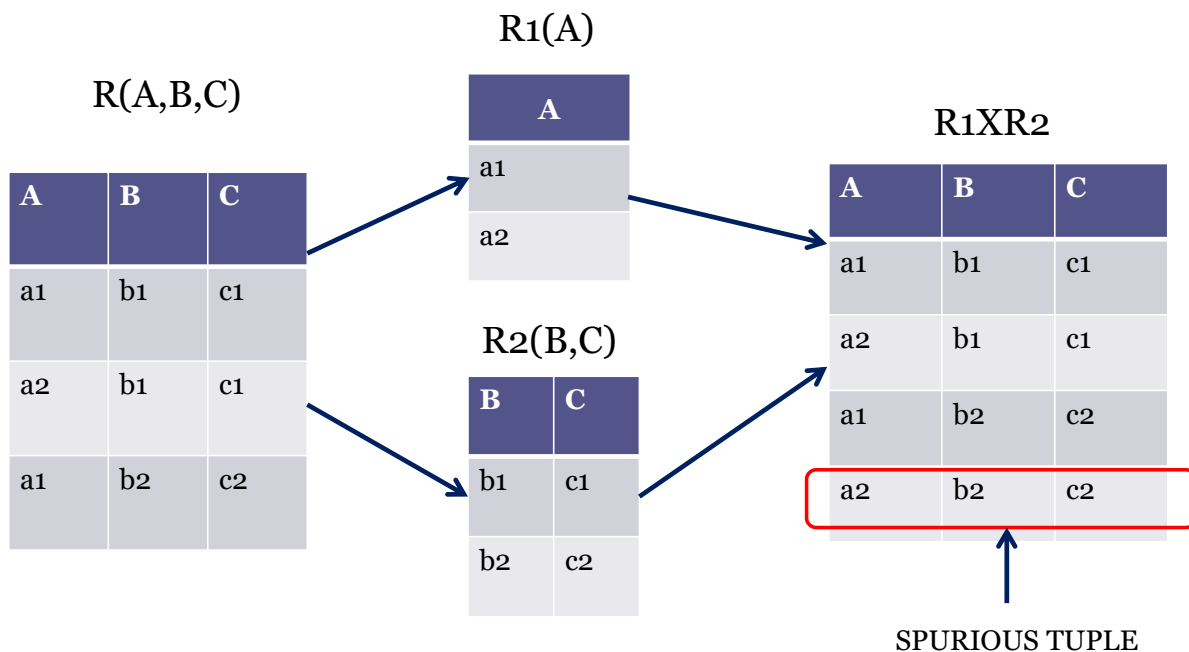 R(A,B,C)
A B C
a1 b1 c1
a2 b1 c1
a1 b2 c2
R1(A)
A
a1
a2
R2(B,C)
B C
b1 c1
b2 c2
R1XR2
A B C
a1 b1 c1
a2 b1 c1
a1 b2 c2
a2 b2 c2
SPURIOUS TUPLE